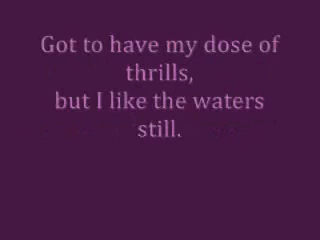 Got to have my dose of
thrills,
but I like the waters
still.